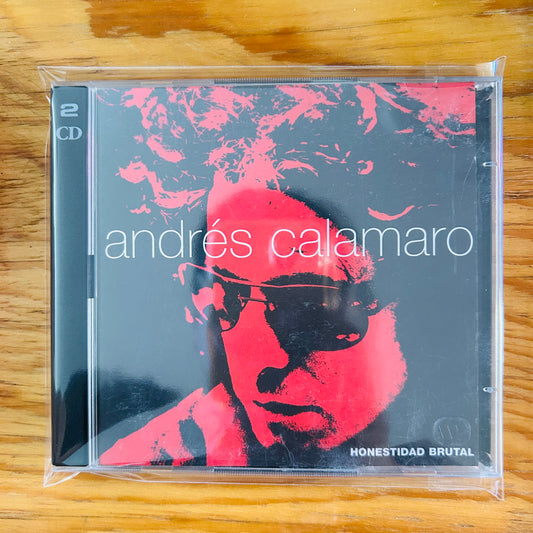 2
CD
andrés calamaro
HONESTIDAD BRUTAL